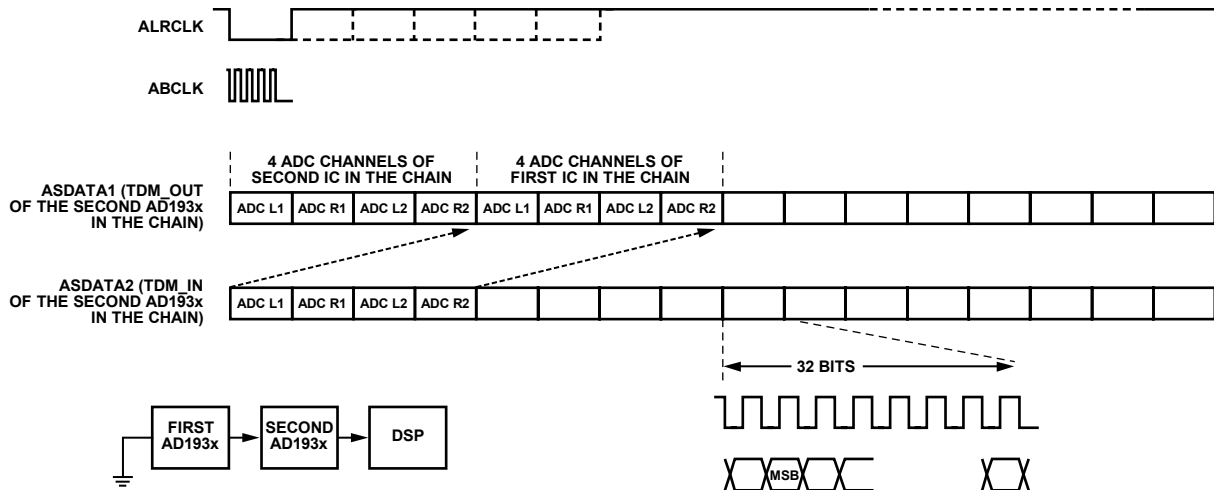 ALRCLK
ABCLK
4 ADC CHANNELS OF
SECOND IC IN THE CHAIN
4 ADC CHANNELS OF
FIRST IC IN THE CHAIN
ASDATA1 (TDM_OUT
OF THE SECOND AD193x
IN THE CHAIN)
ADC L1 ADC R1 ADC L2 ADC R2 ADC L1 ADC R1 ADC L2 ADC R2
ASDATA2 (TDM_IN
OF THE SECOND AD193x
IN THE CHAIN)
ADC L1 ADC R1 ADC L2 ADC R2
32 BITS
FIRST
AD193x
SECOND
AD193x
DSP
MSB